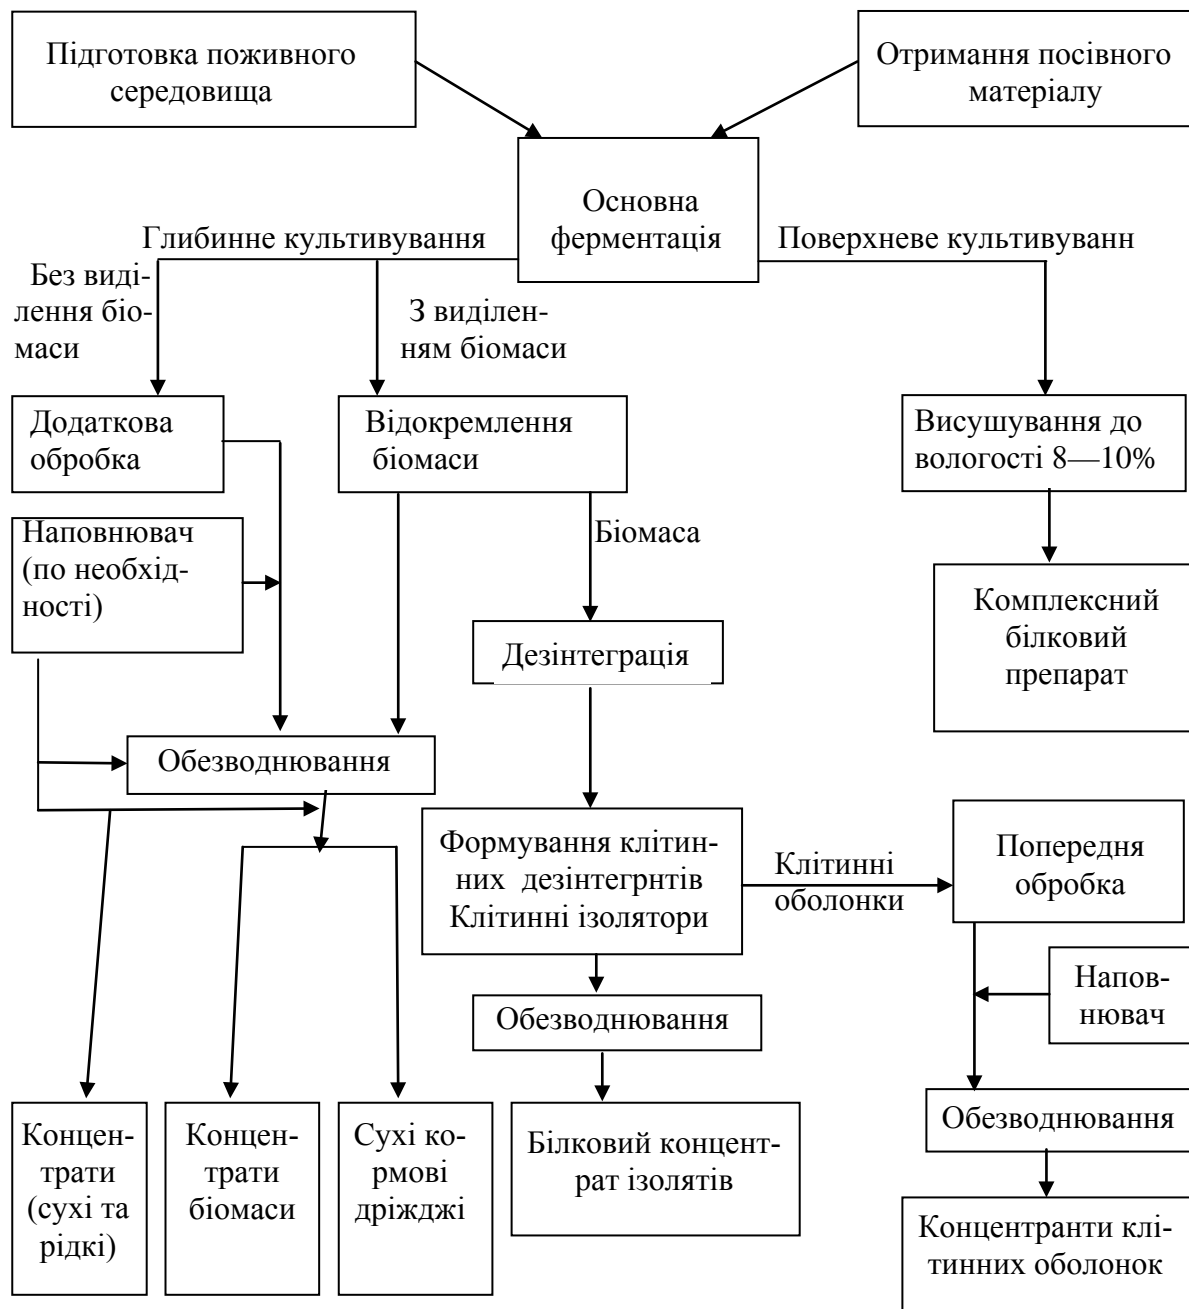 Підготовка поживного
середовища
Отримання посівного
матеріалу
Основна
ферментація
Глибинне культивування
Поверхневе культивуванн
Без виді-
лення біо-
маси
З виділен-
ням біомаси
Додаткова
обробка
Відокремлення
біомаси
Висушування до
вологості 8—10%
Наповнювач
(по необхід-
ності)
Біомаса
Комплексний
білковий
препарат
Дезінтеграція
Обезводнювання
Формування клітин-
них дезінтегрнтів
Клітинні ізолятори
Клітинні
оболонки
Попередня
обробка
Напов-
нювач
Обезводнювання
Обезводнювання
Концен-
трати
(сухі та
рідкі)
Концен-
трати
біомаси
Сухі ко-
рмові
дріжджі
Білковий концент-
рат ізолятів
Концентранти клі-
тинних оболонок